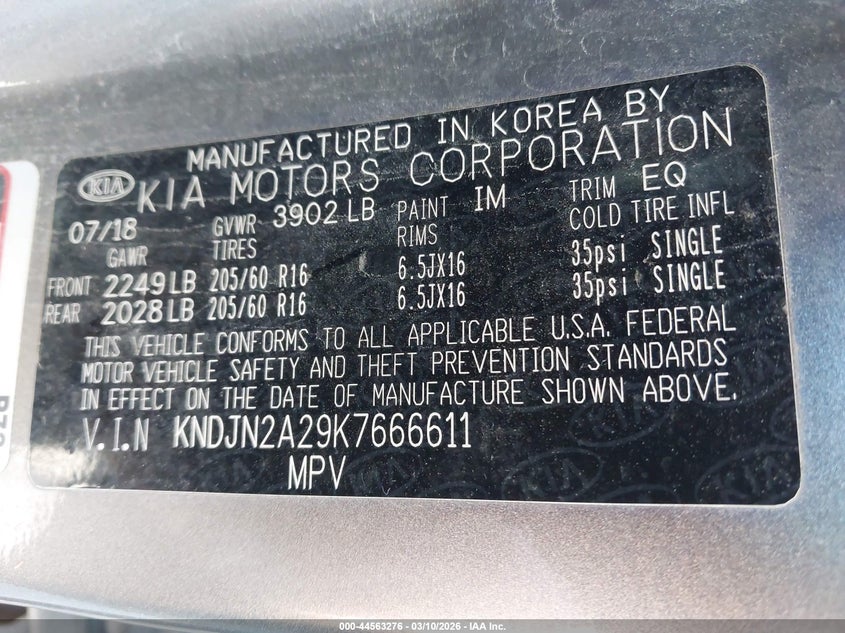 MANUFACTURED IN KOREA BY
KIA KIA MOTORS CORPORATION
07/18 GVWR 3902 LB PAINT IM TRIM EQ
GAWR TIRES RIMS COLD TIRE INFL
FRONT 2249 LB 205/60 R16 6.5JX16 35psi SINGLE
REAR 2028 LB 205/60 R16 6.5JX16 35psi SINGLE
THIS VEHICLE CONFORMS TO ALL APPLICABLE U.S.A. FEDERAL
MOTOR VEHICLE SAFETY AND THEFT PREVENTION STANDARDS
IN EFFECT ON THE DATE OF MANUFACTURE SHOWN ABOVE.
V.I.N KNDJN2A29K7666611
MPV
000-44563276 — 03/10/2026 — IAA Inc.